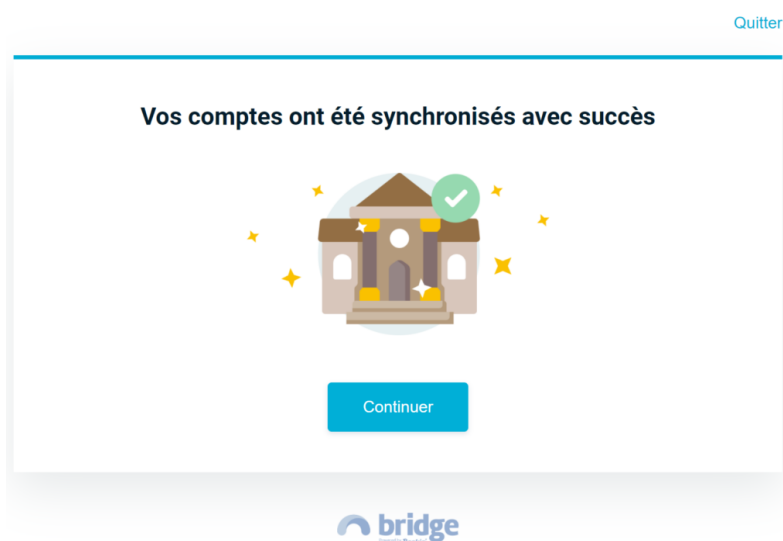 Quitter
Vos comptes ont été synchronisés avec succès
Continuer
bridge